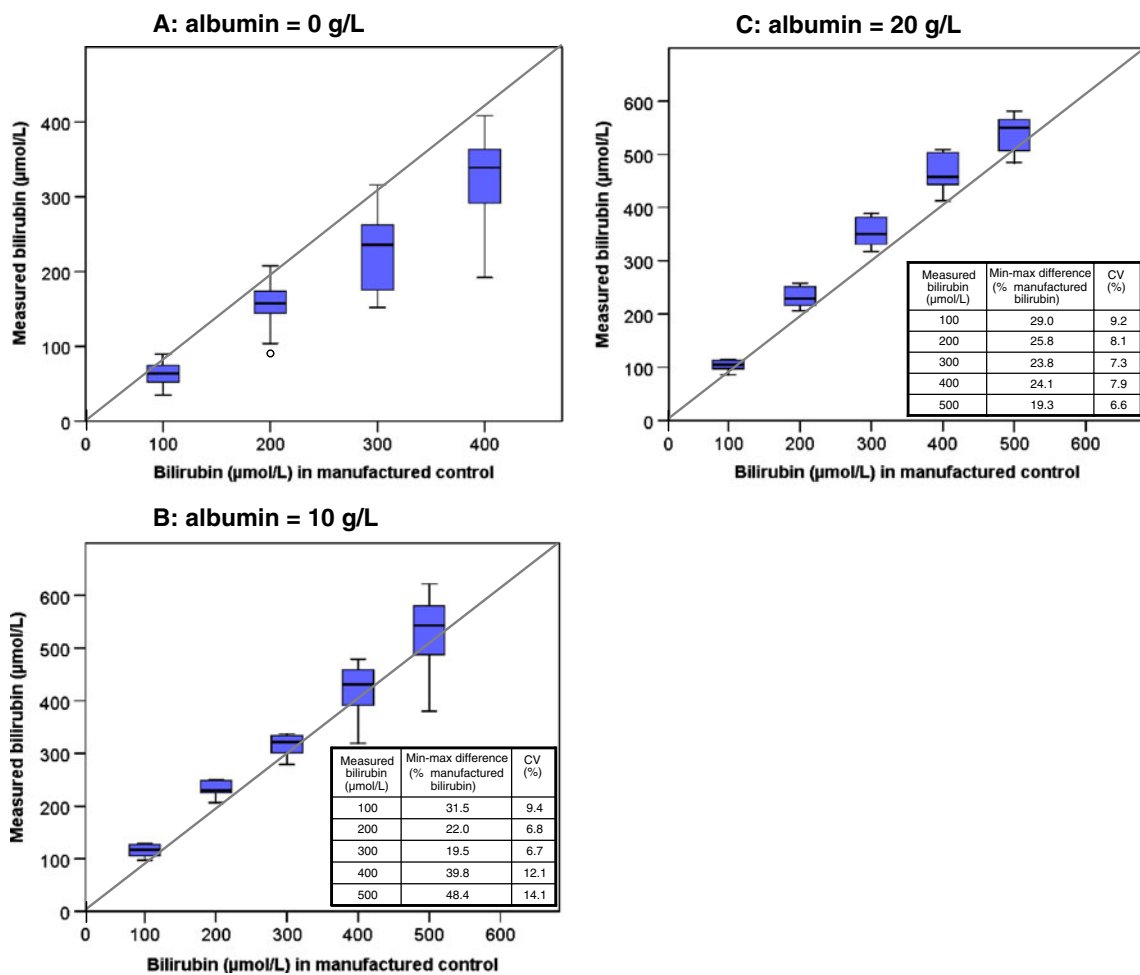 A: albumin = 0 g/L
Measured bilirubin (µmol/L)
400
300
200
100
0
0 100 200 300 400
Bilirubin (µmol/L) in manufactured control
C: albumin = 20 g/L
Measured bilirubin (µmol/L)
600
500
400
300
200
100
0
Measured bilirubin (µmol/L) Min-max difference (% manufactured bilirubin) CV (%)
100 29.0 9.2
200 25.8 8.1
300 23.8 7.3
400 24.1 7.9
500 19.3 6.6
0 100 200 300 400 500 600
Bilirubin (µmol/L) in manufactured control
B: albumin = 10 g/L
Measured bilirubin (µmol/L)
600
500
400
300
200
100
0
Measured bilirubin (µmol/L) Min-max difference (% manufactured bilirubin) CV (%)
100 31.5 9.4
200 22.0 6.8
300 19.5 6.7
400 39.8 12.1
500 48.4 14.1
0 100 200 300 400 500 600
Bilirubin (µmol/L) in manufactured control